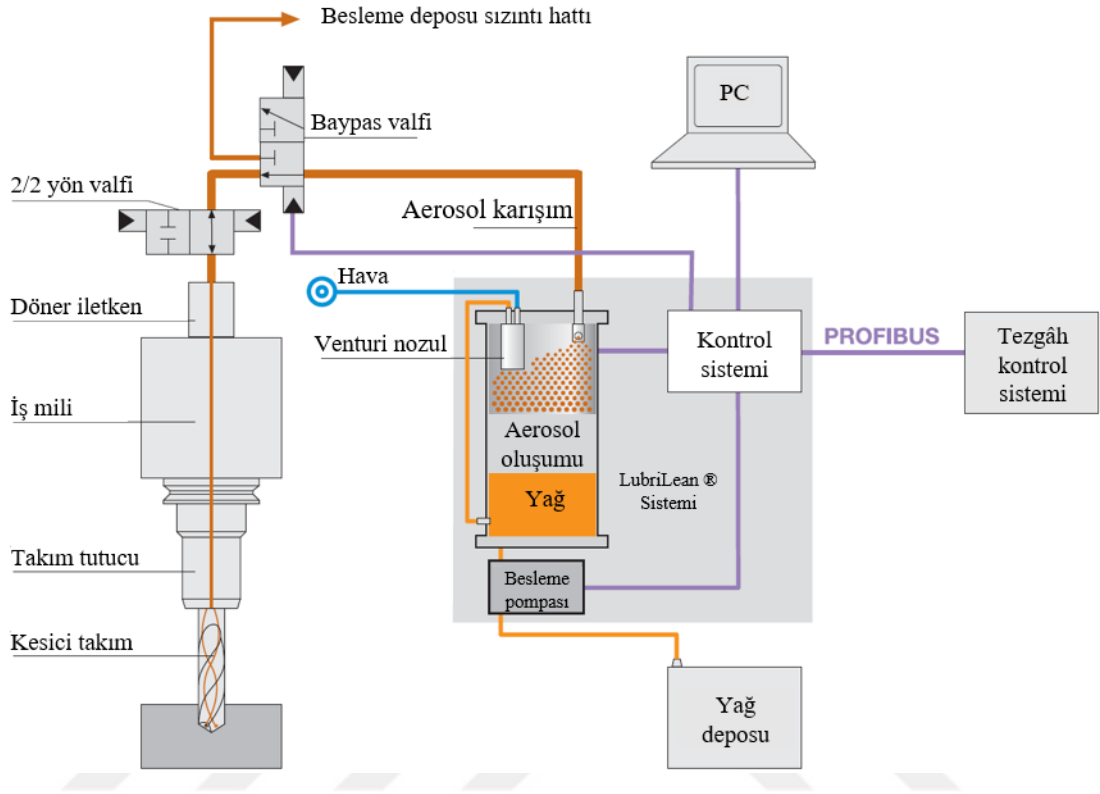 Besleme deposu sızıntı hattı
PC
Baypas valfi
2/2 yön valfi
Aerosol karışım
Hava
Döner iletken
Venturi nozul
Kontrol
sistemi
PROFIBUS
Tezgâh
kontrol
sistemi
İş mili
Aerosol
oluşumu
LubriLean ®
Sistemi
Yağ
Takım tutucu
Besleme
pompası
Kesici takım
Yağ
deposu